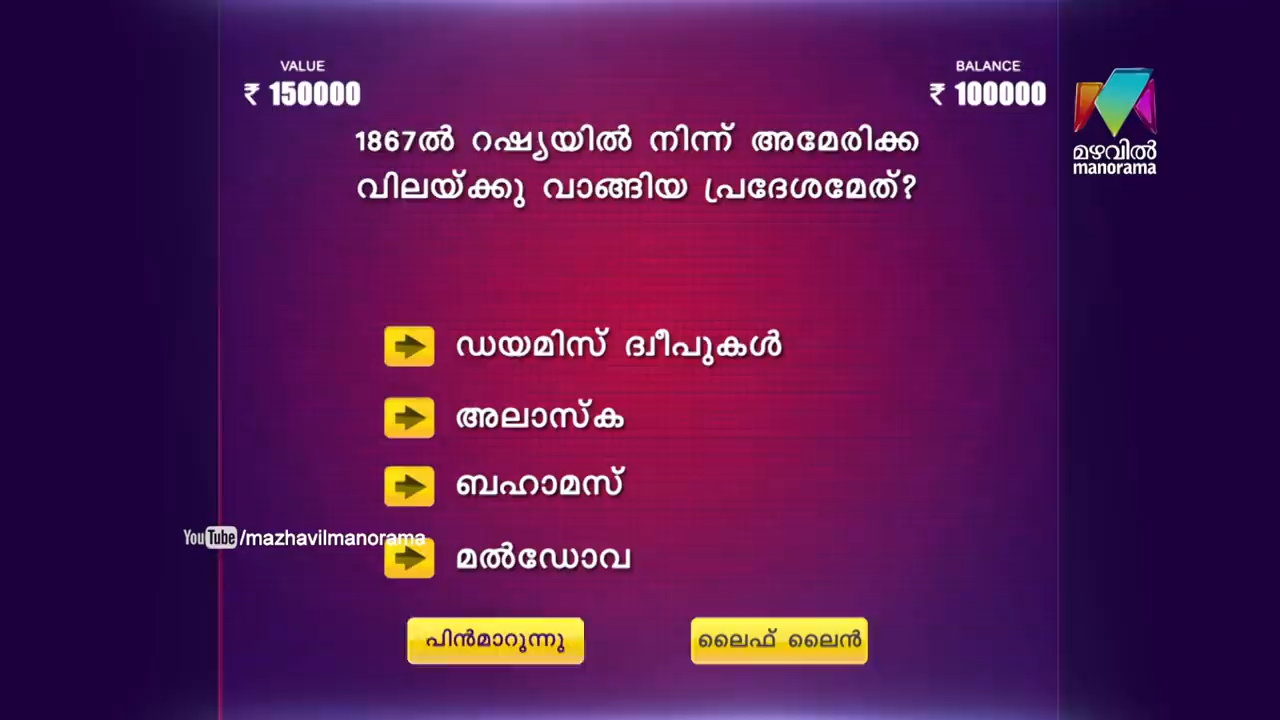 VALUE
₹ 150000
BALANCE
₹ 100000
മഴവിൽ
manorama
1867ൽ റഷ്യയിൽ നിന്ന് അമേരിക്ക
വിലയ്ക്കു വാങ്ങിയ പ്രദേശമേത്?
ഡയമിസ് ദ്വീപുകൾ
അലാസ്ക
ബഹാമസ്
YouTube /mazhavilmanorama
മൽഡോവ
പിൻമാറുന്നു
ലൈഫ് ലൈൻ